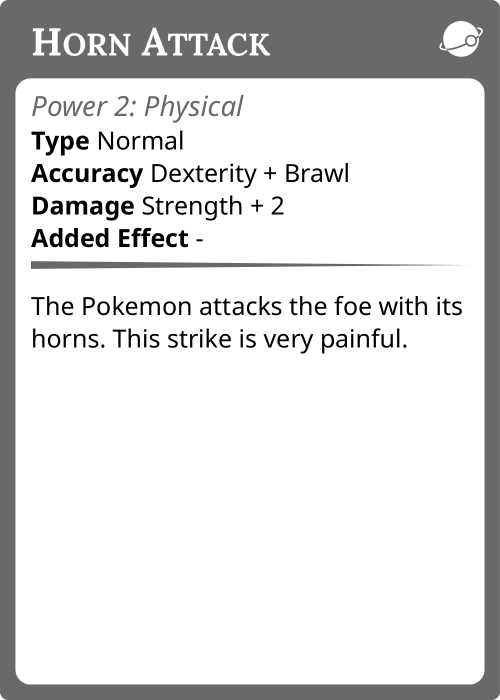 Horn Attack
Power 2: Physical
Type Normal
Accuracy Dexterity + Brawl
Damage Strength + 2
Added Effect -
The Pokemon attacks the foe with its
horns. This strike is very painful.